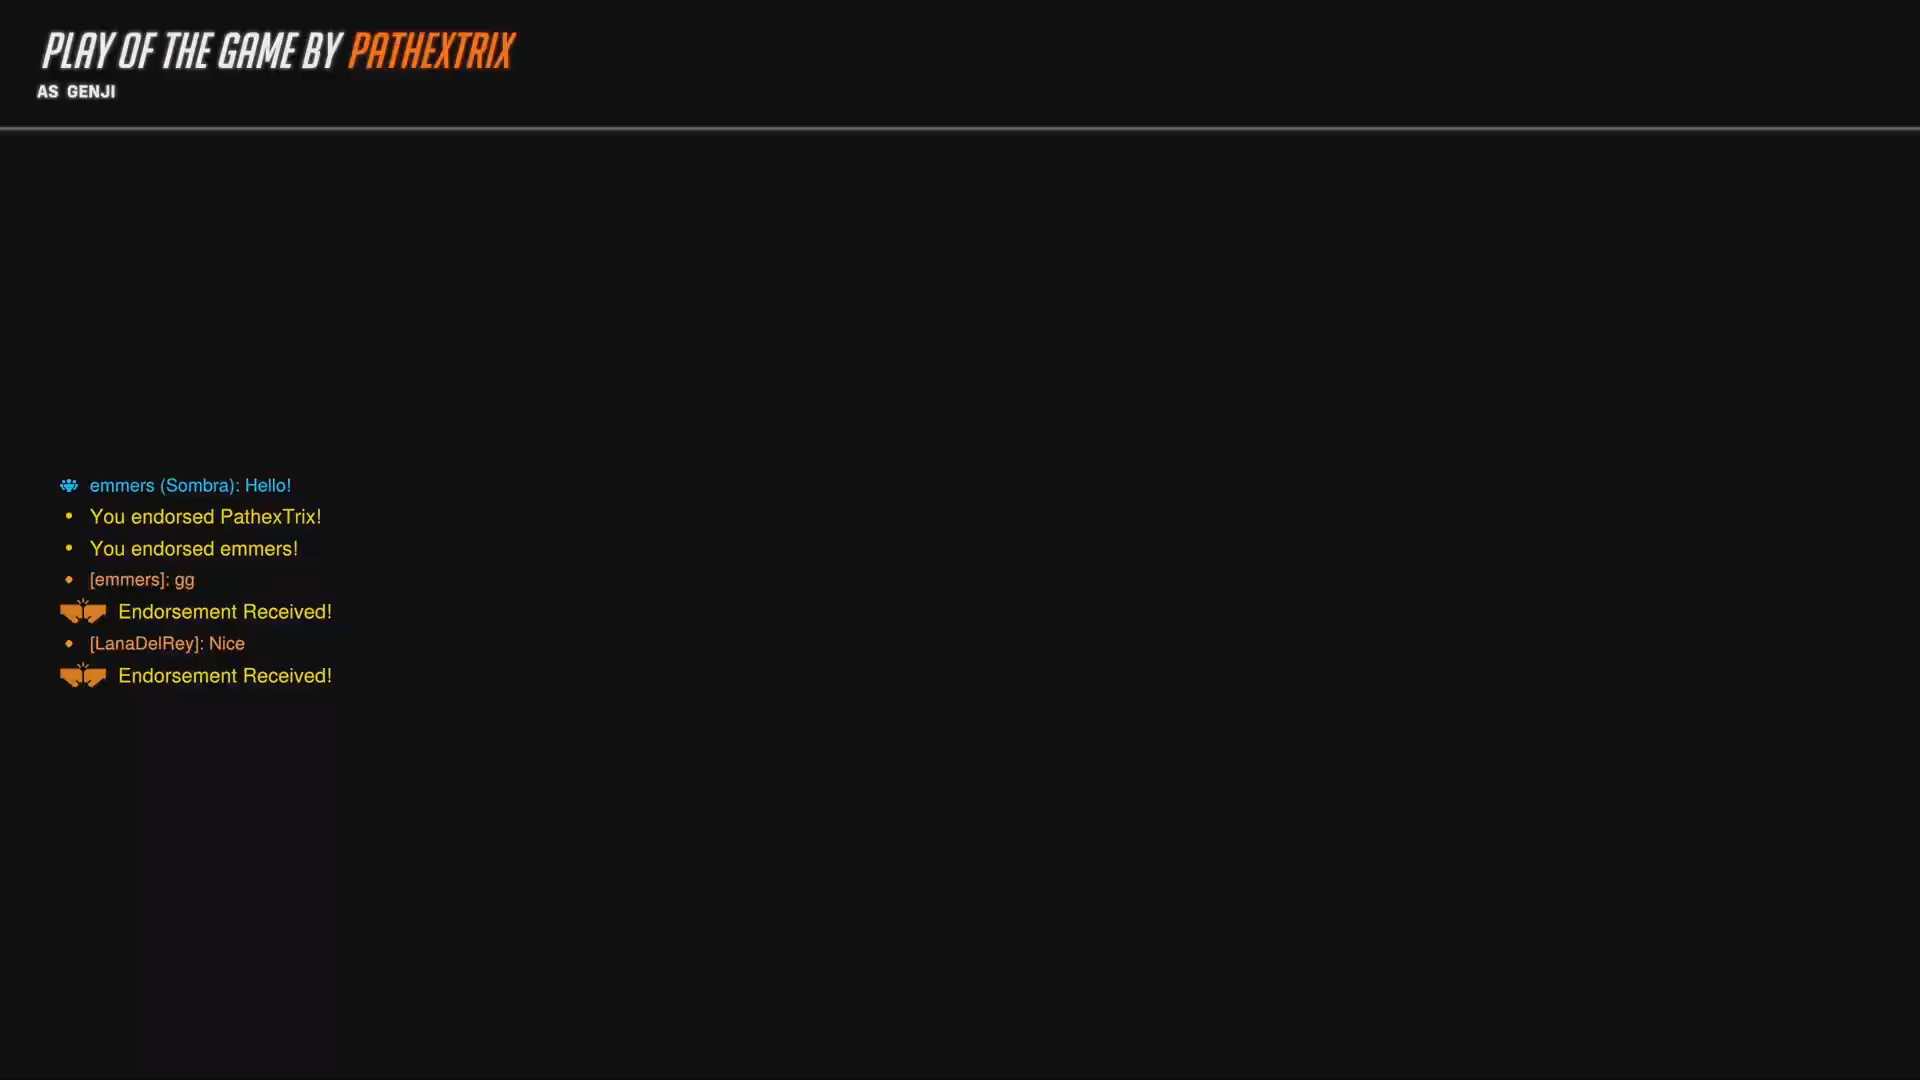 PLAY OF THE GAME BY PATHEXTRIX
AS GENJI
emmers (Sombra): Hello!
You endorsed PathexTrix!
You endorsed emmers!
[emmers]: gg
Endorsement Received!
[LanaDelRey]: Nice
Endorsement Received!